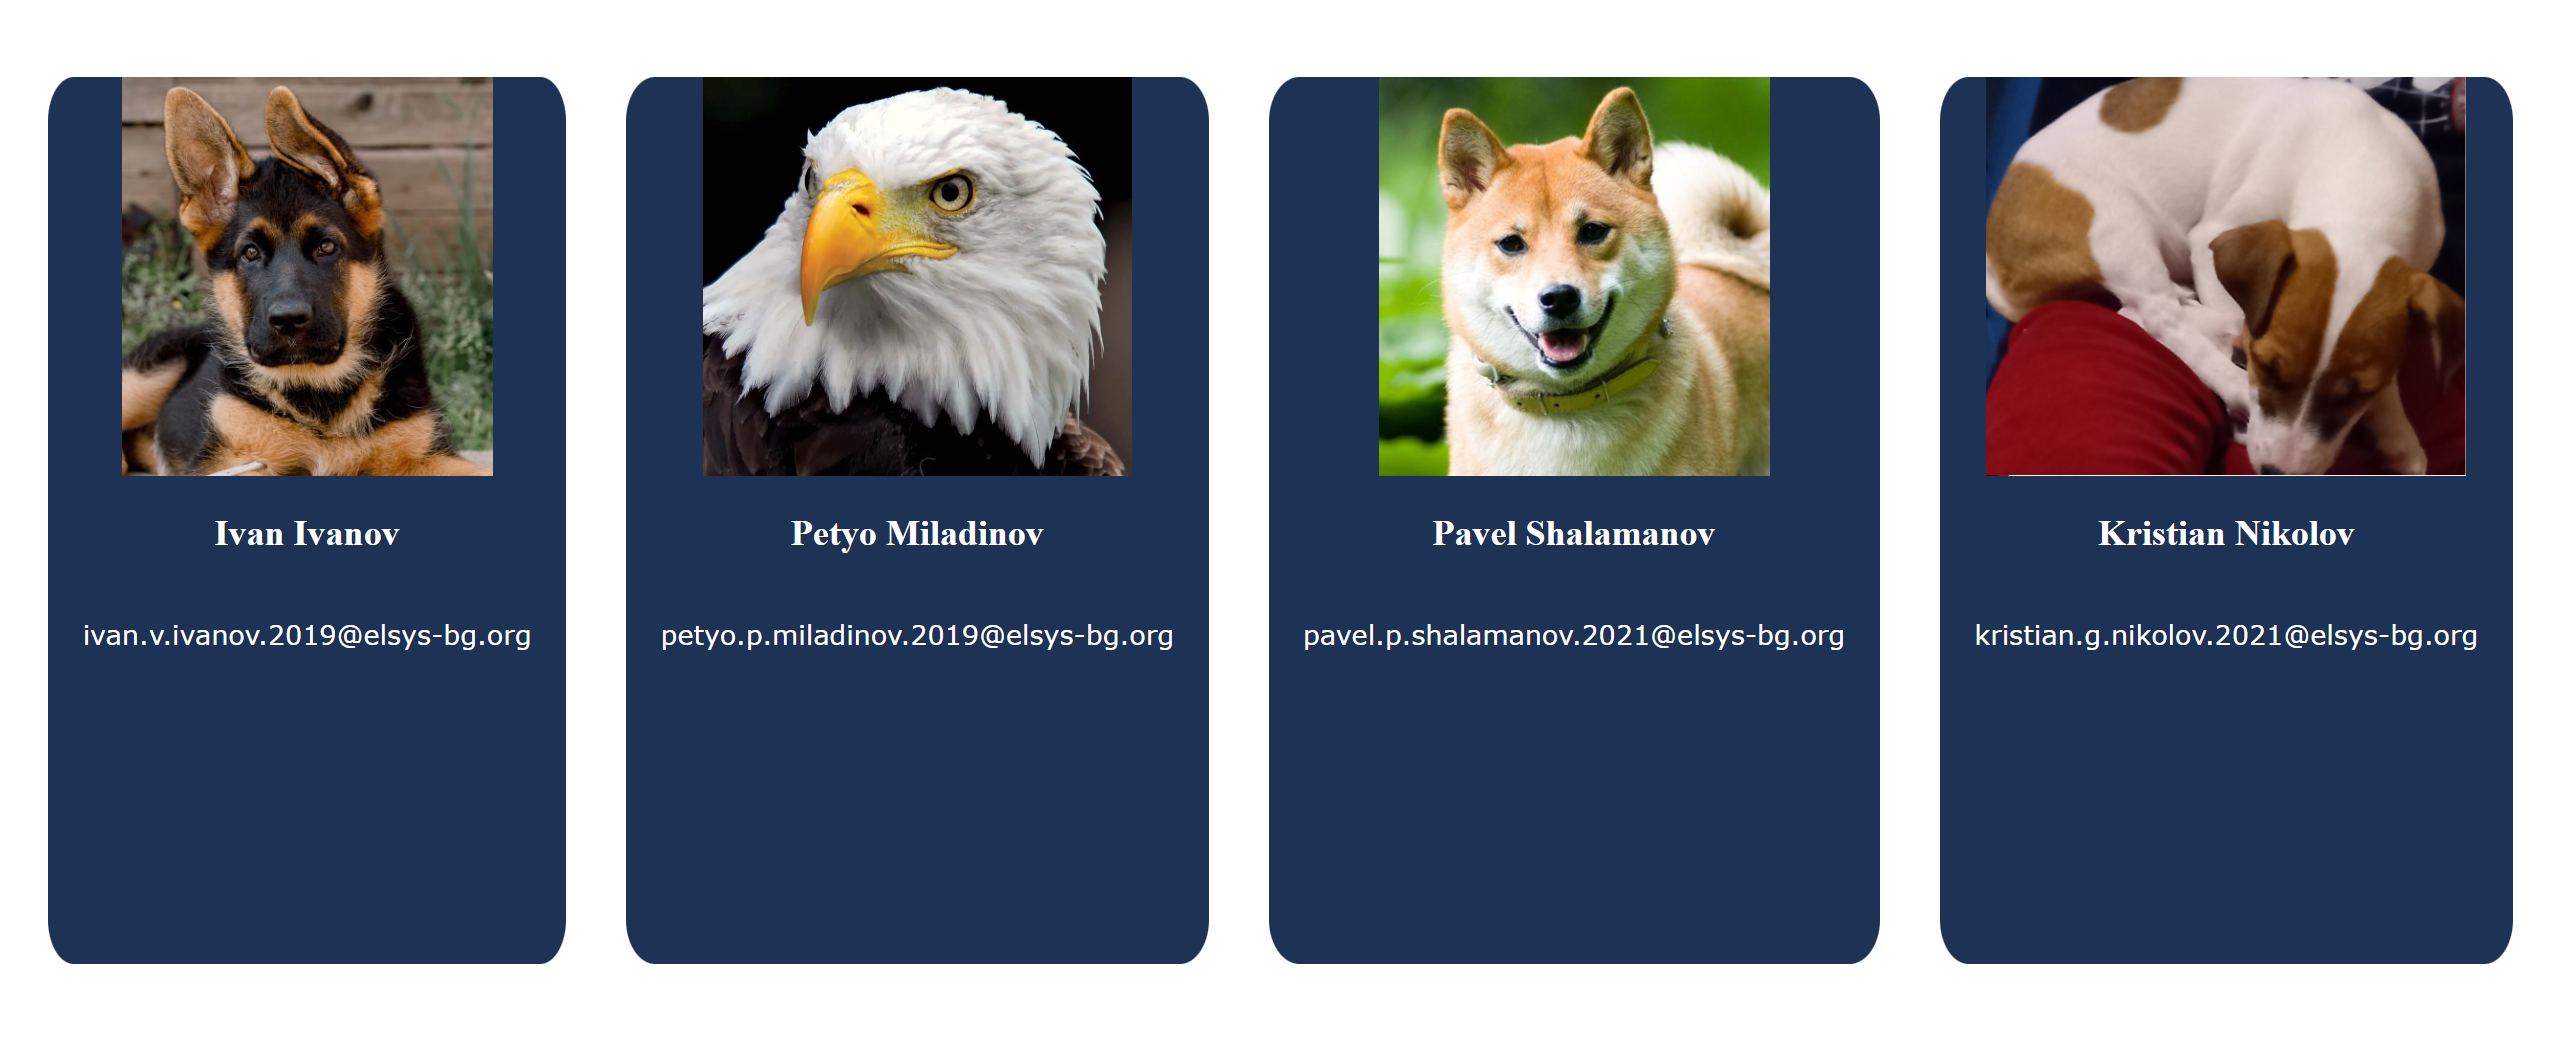 Ivan Ivanov
ivan.v.ivanov.2019@elsys-bg.org
Petyo Miladinov
petyo.p.miladinov.2019@elsys-bg.org
Pavel Shalamanov
pavel.p.shalamanov.2021@elsys-bg.org
Kristian Nikolov
kristian.g.nikolov.2021@elsys-bg.org